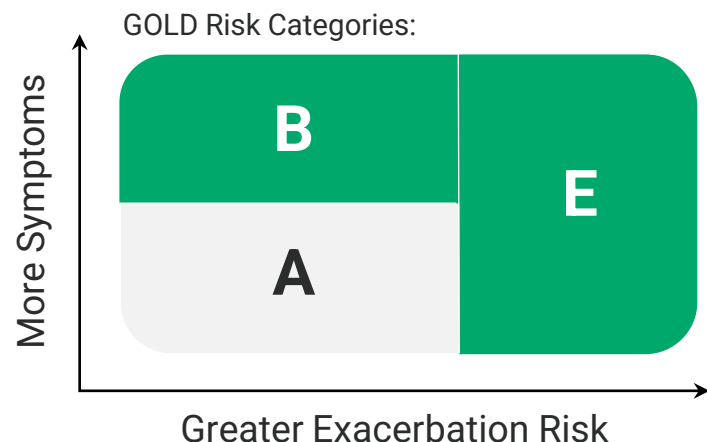 GOLD Risk Categories:
More Symptoms
B
E
A
Greater Exacerbation Risk